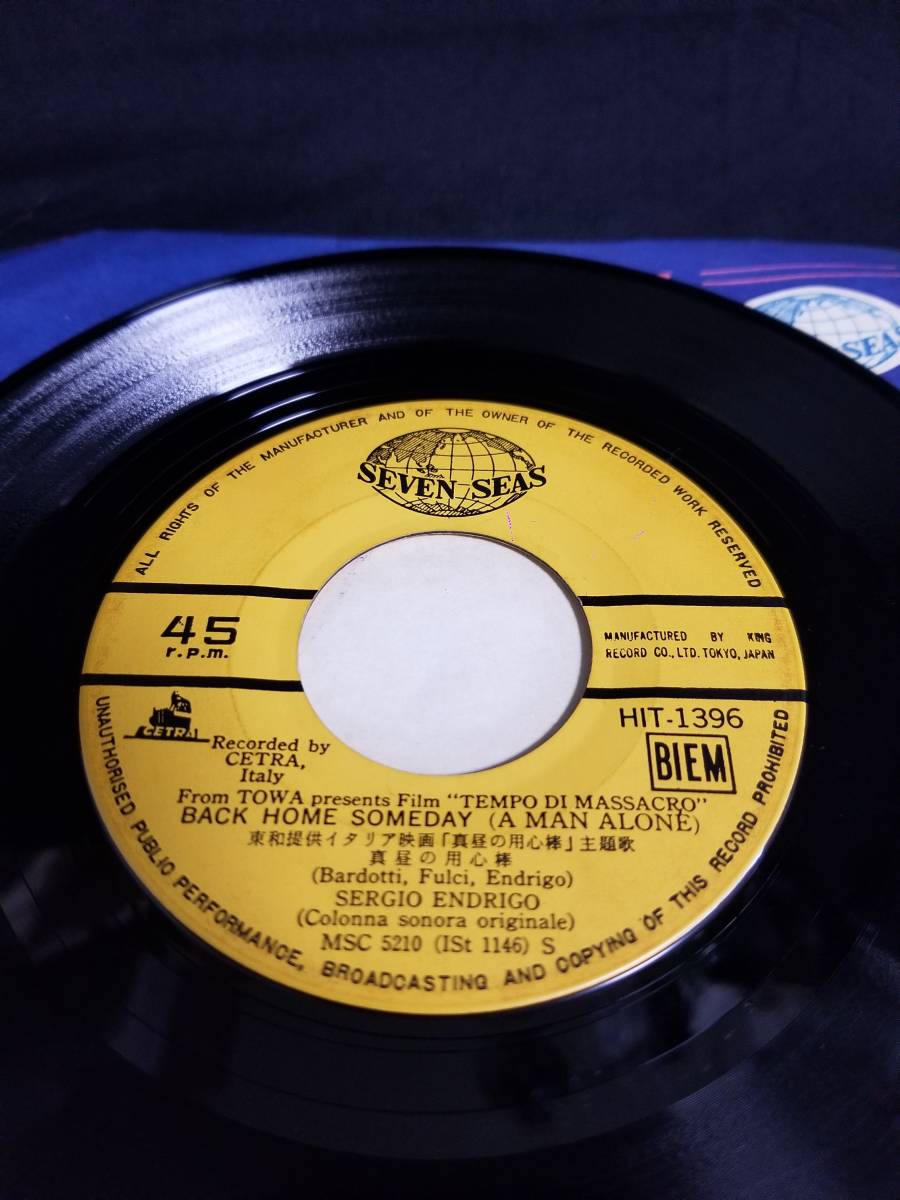 ALL RIGHTS OF THE MANUFACTURER AND OF THE OWNER OF THE RECORDED WORK RESERVED
SEVEN SEAS
45
r.p.m.
MANUFACTURED BY KING
RECORD CO., LTD. TOKYO, JAPAN
HIT-1396
BIEM
CETRA
Recorded by
CETRA,
Italy
From TOWA presents Film "TEMPO DI MASSACRO"
BACK HOME SOMEDAY (A MAN ALONE)
東和提供イタリア映画「真昼の用心棒」主題歌
真昼の用心棒
(Bardotti, Fulci, Endrigo)
SERGIO ENDRIGO
(Colonna sonora originale)
MSC 5210 (ISt 1146) S
UNAUTHORISED PUBLIC PERFORMANCE, BROADCASTING AND COPYING OF THIS RECORD PROHIBITED
SEAS